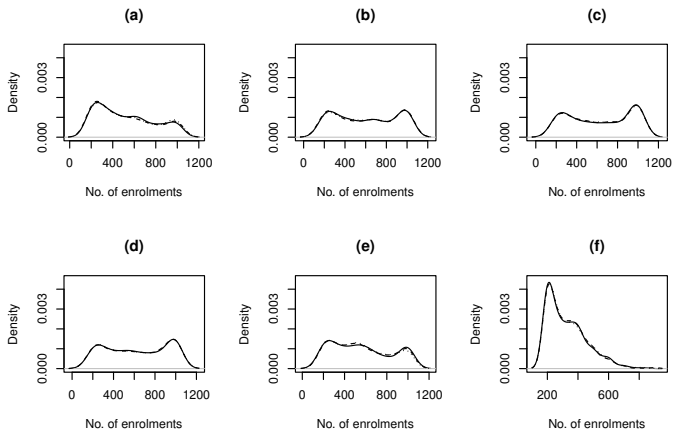 (a)
(b)
(c)
Density
0.000 0.003
0 400 800 1200
No. of enrolments
Density
0.000 0.003
0 400 800 1200
No. of enrolments
Density
0.000 0.003
0 400 800 1200
No. of enrolments
(d)
(e)
(f)
Density
0.000 0.003
0 400 800 1200
No. of enrolments
Density
0.000 0.003
0 400 800 1200
No. of enrolments
Density
0.000 0.003
200 600
No. of enrolments